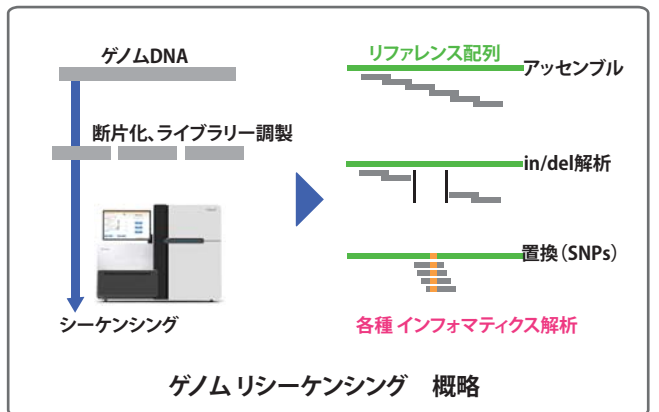 ゲノムDNA
断片化、ライブラリー調製
シーケンシング
リファレンス配列
アッセンブル
in/del解析
置換（SNPs）
各種 インフォマティクス解析
ゲノム リシーケンシング　概略